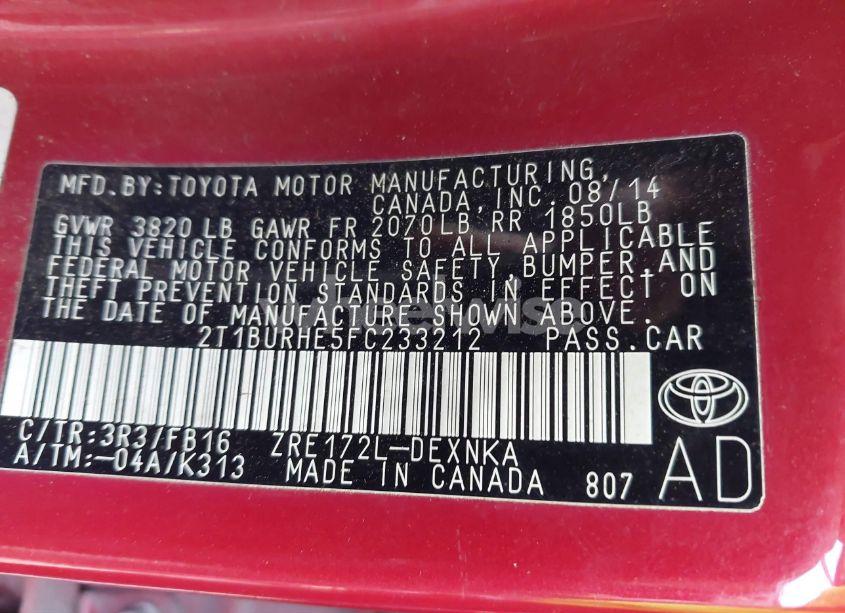 MFD.BY:TOYOTA MOTOR MANUFACTURING,
CANADA,INC. 08/14
GVWR 3820 LB GAWR FR 2070LB RR 1850LB
THIS VEHICLE CONFORMS TO ALL APPLICABLE
FEDERAL MOTOR VEHICLE SAFETY,BUMPER,AND
THEFT PREVENTION STANDARDS IN EFFECT ON
THE DATE OF MANUFACTURE SHOWN ABOVE.
2T1BURHE5FC233212 PASS.CAR
C/TR:3R3/FB16 ZRE172L-DEXNKA
A/TM:-04A/K313 MADE IN CANADA 807 AD